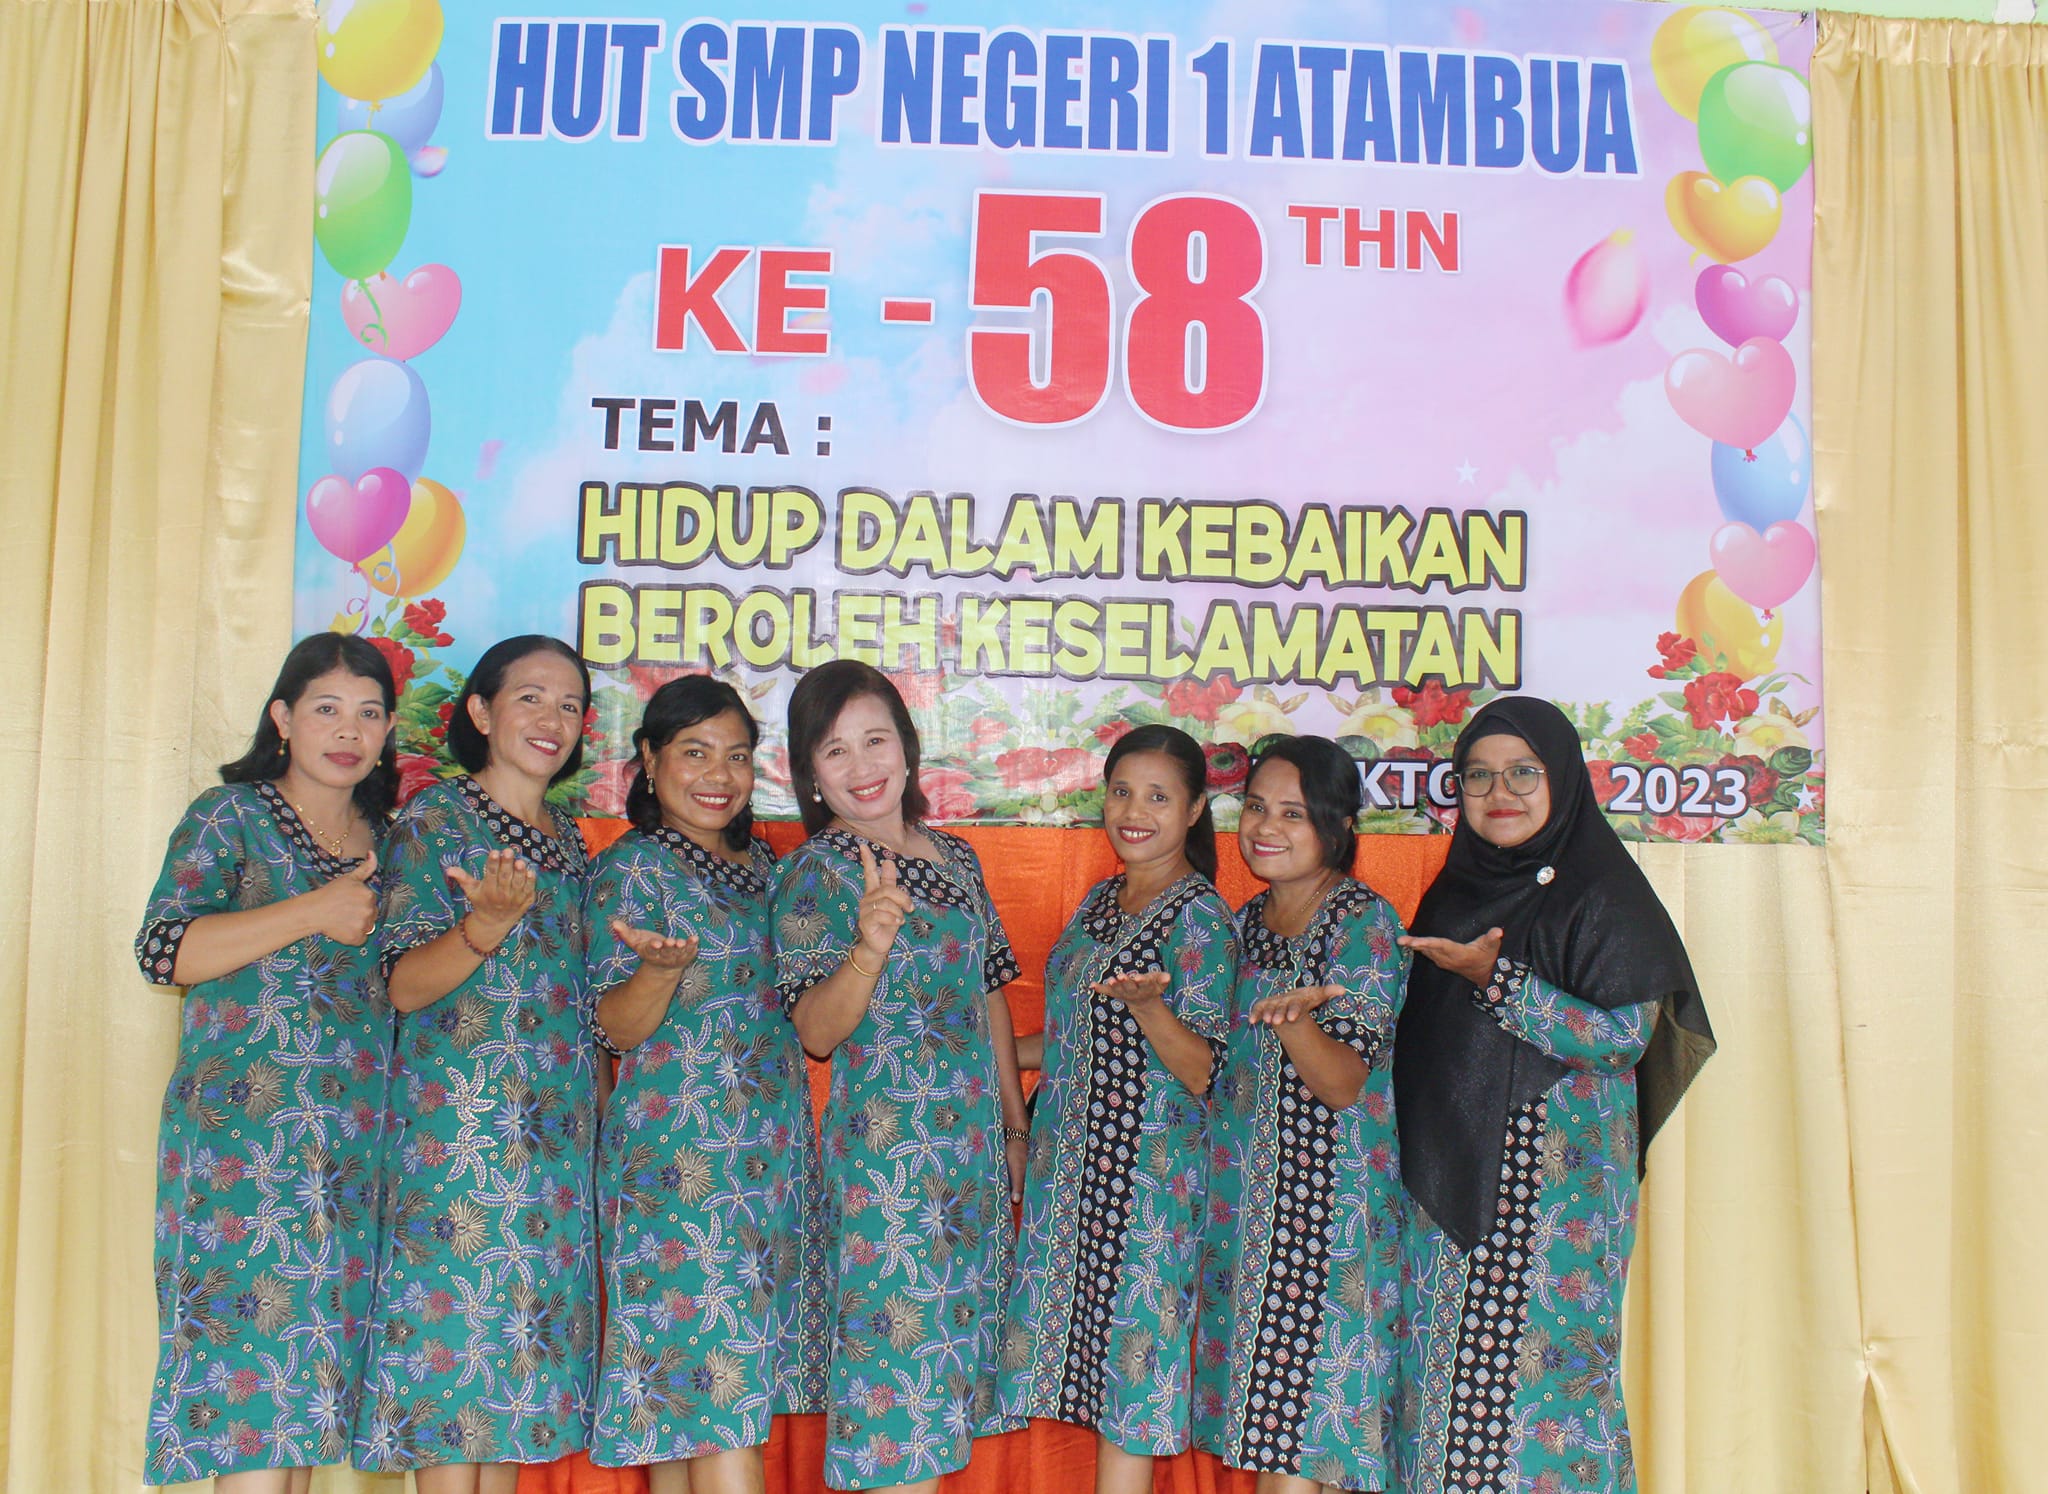 HUT SMP NEGERI 1 ATAMBUA
KE - 58 THN
TEMA :
HIDUP DALAM KEBAIKAN
BEROLEH KESELAMATAN
2023